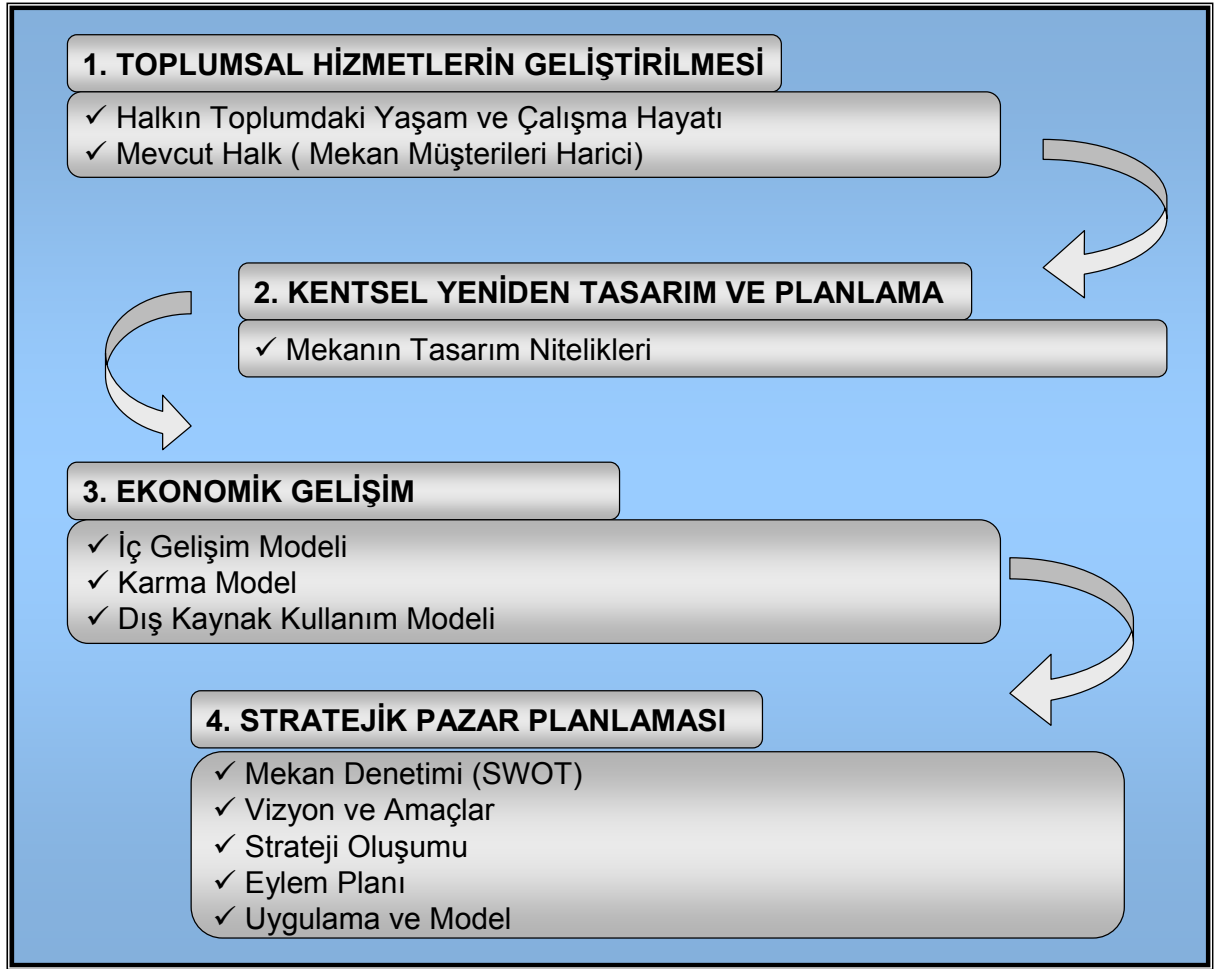 1. TOPLUMSAL HİZMETLERİN GELİŞTİRİLMESİ
✓ Halkın Toplumdaki Yaşam ve Çalışma Hayatı
✓ Mevcut Halk ( Mekan Müşterileri Harici)
2. KENTSEL YENİDEN TASARIM VE PLANLAMA
✓ Mekanın Tasarım Nitelikleri
3. EKONOMİK GELİŞİM
✓ İç Gelişim Modeli
✓ Karma Model
✓ Dış Kaynak Kullanım Modeli
4. STRATEJİK PAZAR PLANLAMASI
✓ Mekan Denetimi (SWOT)
✓ Vizyon ve Amaçlar
✓ Strateji Oluşumu
✓ Eylem Planı
✓ Uygulama ve Model